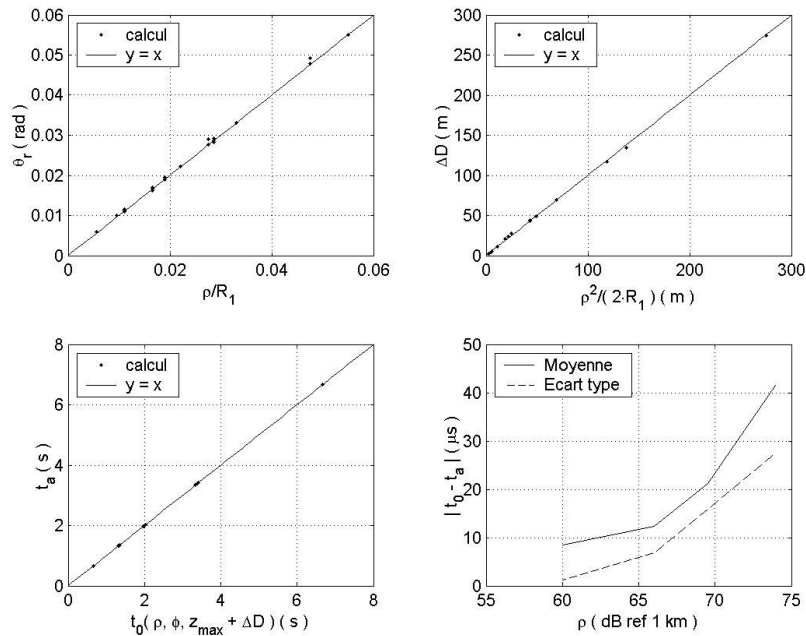 0.06
0.05
0.04
0.03
0.02
0.01
0
0
0.02
0.04
0.06
θr ( rad )
ρ/R1
calcul
y = x
300
250
200
150
100
50
0
0
100
200
300
ΔD ( m )
ρ²/( 2·R1 ) ( m )
calcul
y = x
8
6
4
2
0
0
2
4
6
8
ta ( s )
t0( ρ, ϕ, zmax + ΔD ) ( s )
calcul
y = x
50
40
30
20
10
0
55
60
65
70
75
| t0 - ta | ( μs )
ρ ( dB ref 1 km )
Moyenne
Ecart type